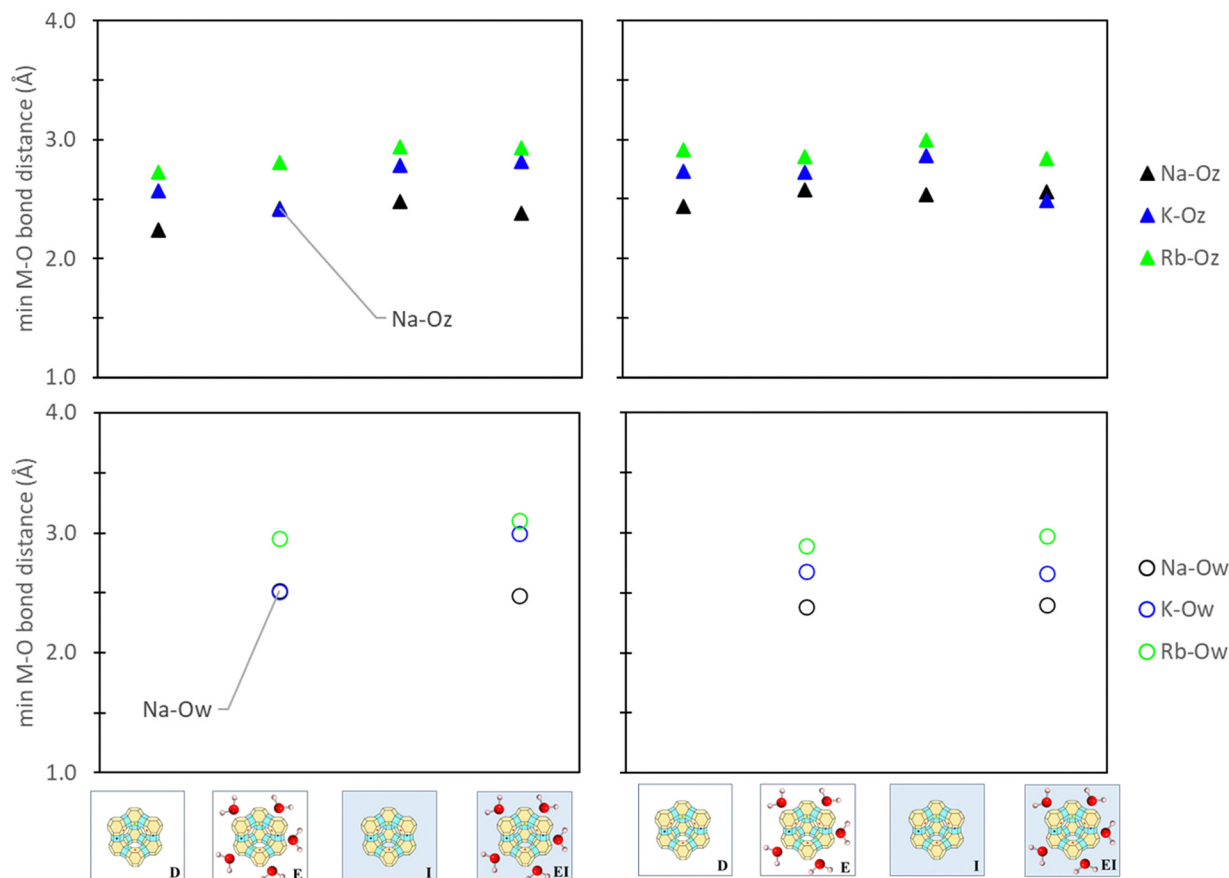 min M-O bond distance (Å)
4.0
3.0
2.0
1.0
Na-Oz
Na-Oz
K-Oz
Rb-Oz
min M-O bond distance (Å)
4.0
3.0
2.0
1.0
Na-Ow
Na-Ow
K-Ow
Rb-Ow
D
E
I
EI
D
E
I
EI